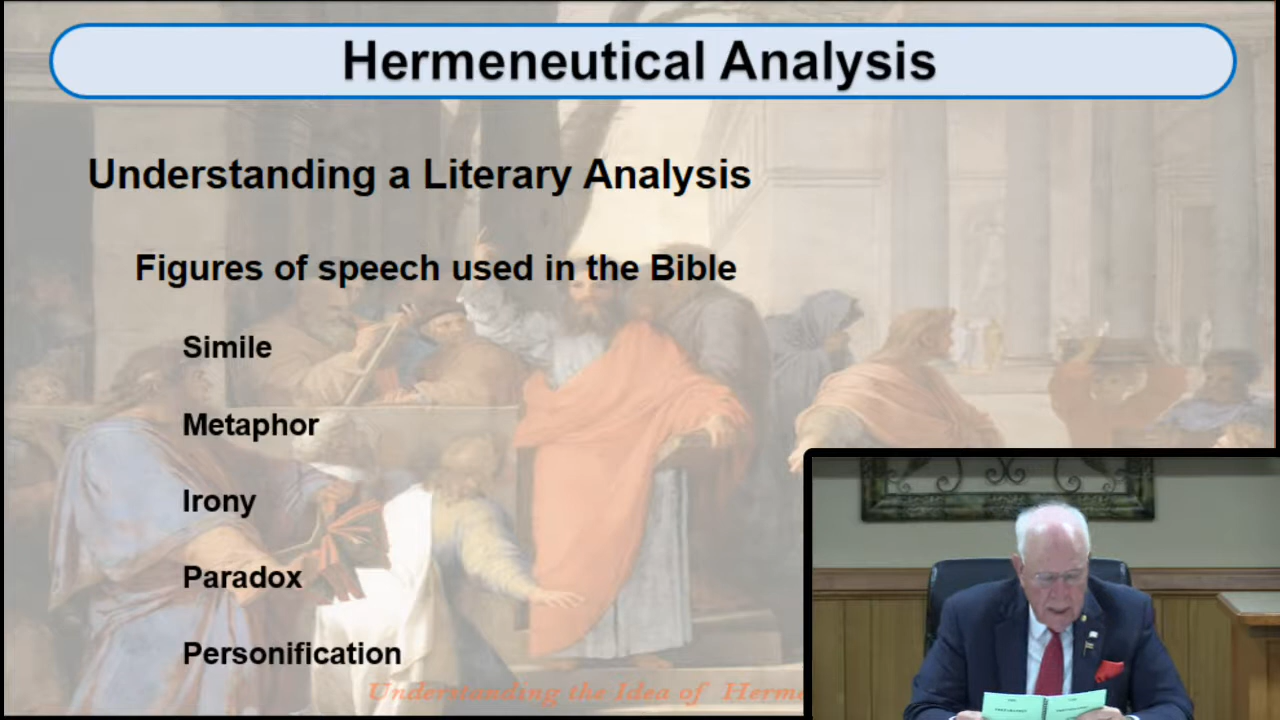 Hermeneutical Analysis
Understanding a Literary Analysis
Figures of speech used in the Bible
Simile
Metaphor
Irony
Paradox
Personification
Understanding the Idea of Herme